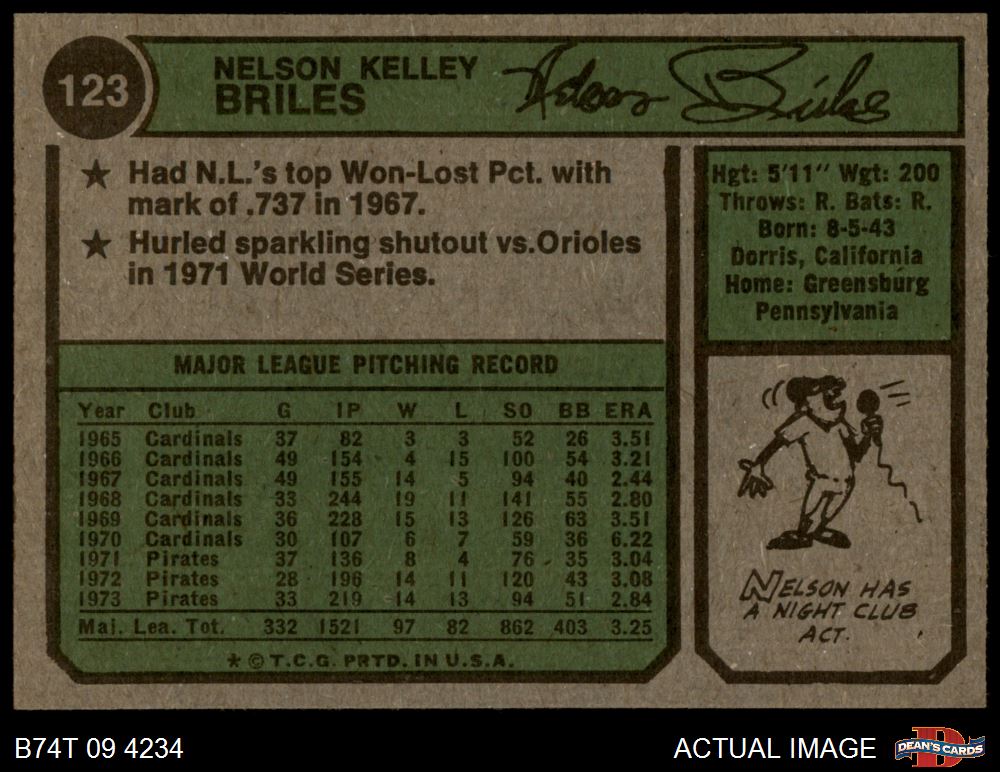 123
NELSON KELLEY
BRILES
Nelson Briles
★ Had N.L.'s top Won-Lost Pct. with
mark of .737 in 1967.
★ Hurled sparkling shutout vs.Orioles
in 1971 World Series.
Hgt: 5'11" Wgt: 200
Throws: R. Bats: R.
Born: 8-5-43
Dorris, California
Home: Greensburg
Pennsylvania
MAJOR LEAGUE PITCHING RECORD
Year Club G IP W L SO BB ERA
1965 Cardinals 37 82 3 3 52 26 3.51
1966 Cardinals 49 154 4 15 100 54 3.21
1967 Cardinals 49 155 14 5 94 40 2.44
1968 Cardinals 33 244 19 11 141 55 2.80
1969 Cardinals 36 228 15 13 126 63 3.51
1970 Cardinals 30 107 6 7 59 36 6.22
1971 Pirates 37 136 8 4 76 35 3.04
1972 Pirates 28 196 14 11 120 43 3.08
1973 Pirates 33 219 14 13 94 51 2.84
Maj. Lea. Tot. 332 1521 97 82 862 403 3.25
★ © T.C.G. PRTD. IN U.S.A.
NELSON HAS
A NIGHT CLUB
ACT.
B74T 09 4234
ACTUAL IMAGE
DEAN'S CARDS